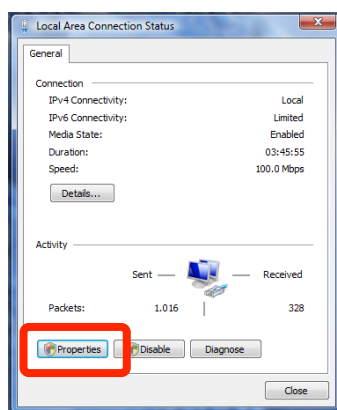 Local Area Connection Status
General
Connection
IPv4 Connectivity: Local
IPv6 Connectivity: Limited
Media State: Enabled
Duration: 03:45:55
Speed: 100.0 Mbps
Details...
Activity
Sent Received
Packets: 1.016 328
Properties Disable Diagnose
Close